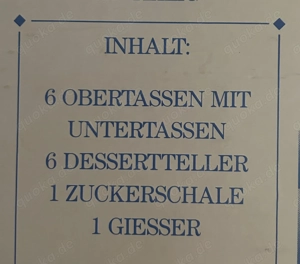 INHALT:
6 OBERTASSEN MIT
UNTERTASSEN
6 DESSERTTELLER
1 ZUCKERSCHALE
1 GIESSER